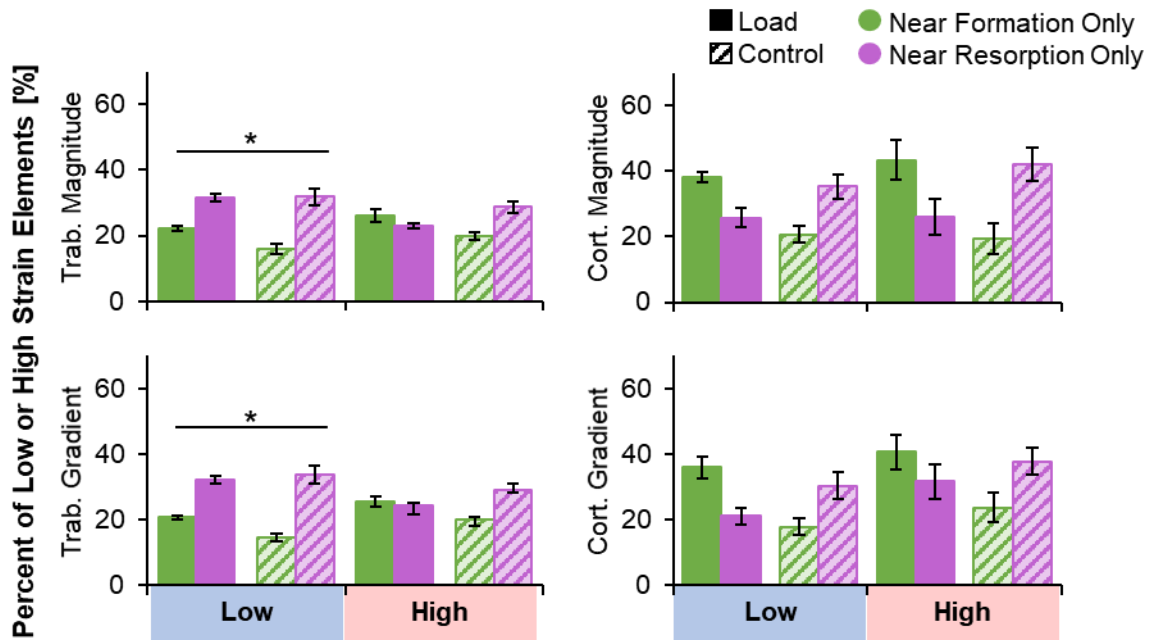 Load
Near Formation Only
Control
Near Resorption Only
Percent of Low or High Strain Elements [%]
Trab. Magnitude
60
40
20
0
*
Cort. Magnitude
60
40
20
0
Trab. Gradient
60
40
20
0
*
Cort. Gradient
60
40
20
0
Low
High
Low
High